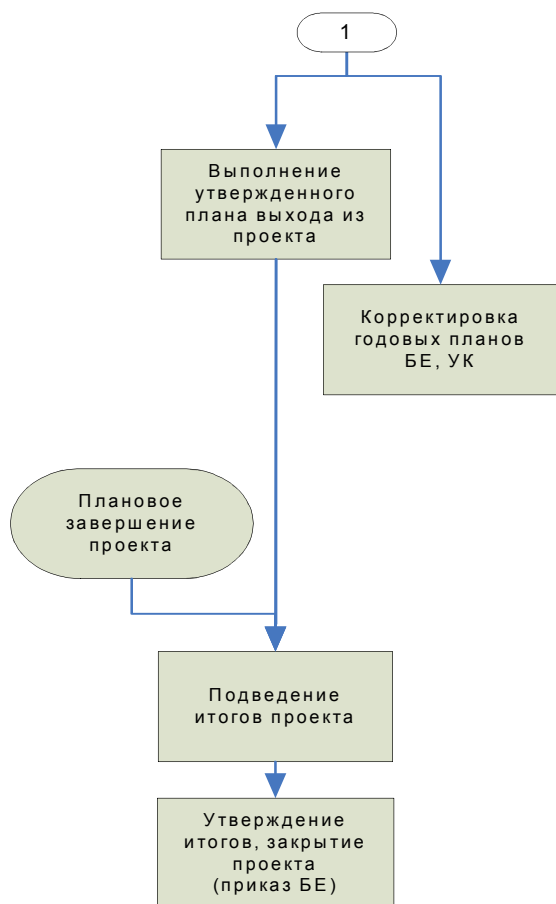 1
Выполнение
утвержденного
плана выхода из
проекта
Корректировка
годовых планов
БЕ, УК
Плановое
завершение
проекта
Подведение
итогов проекта
Утверждение
итогов, закрытие
проекта
(приказ БЕ)